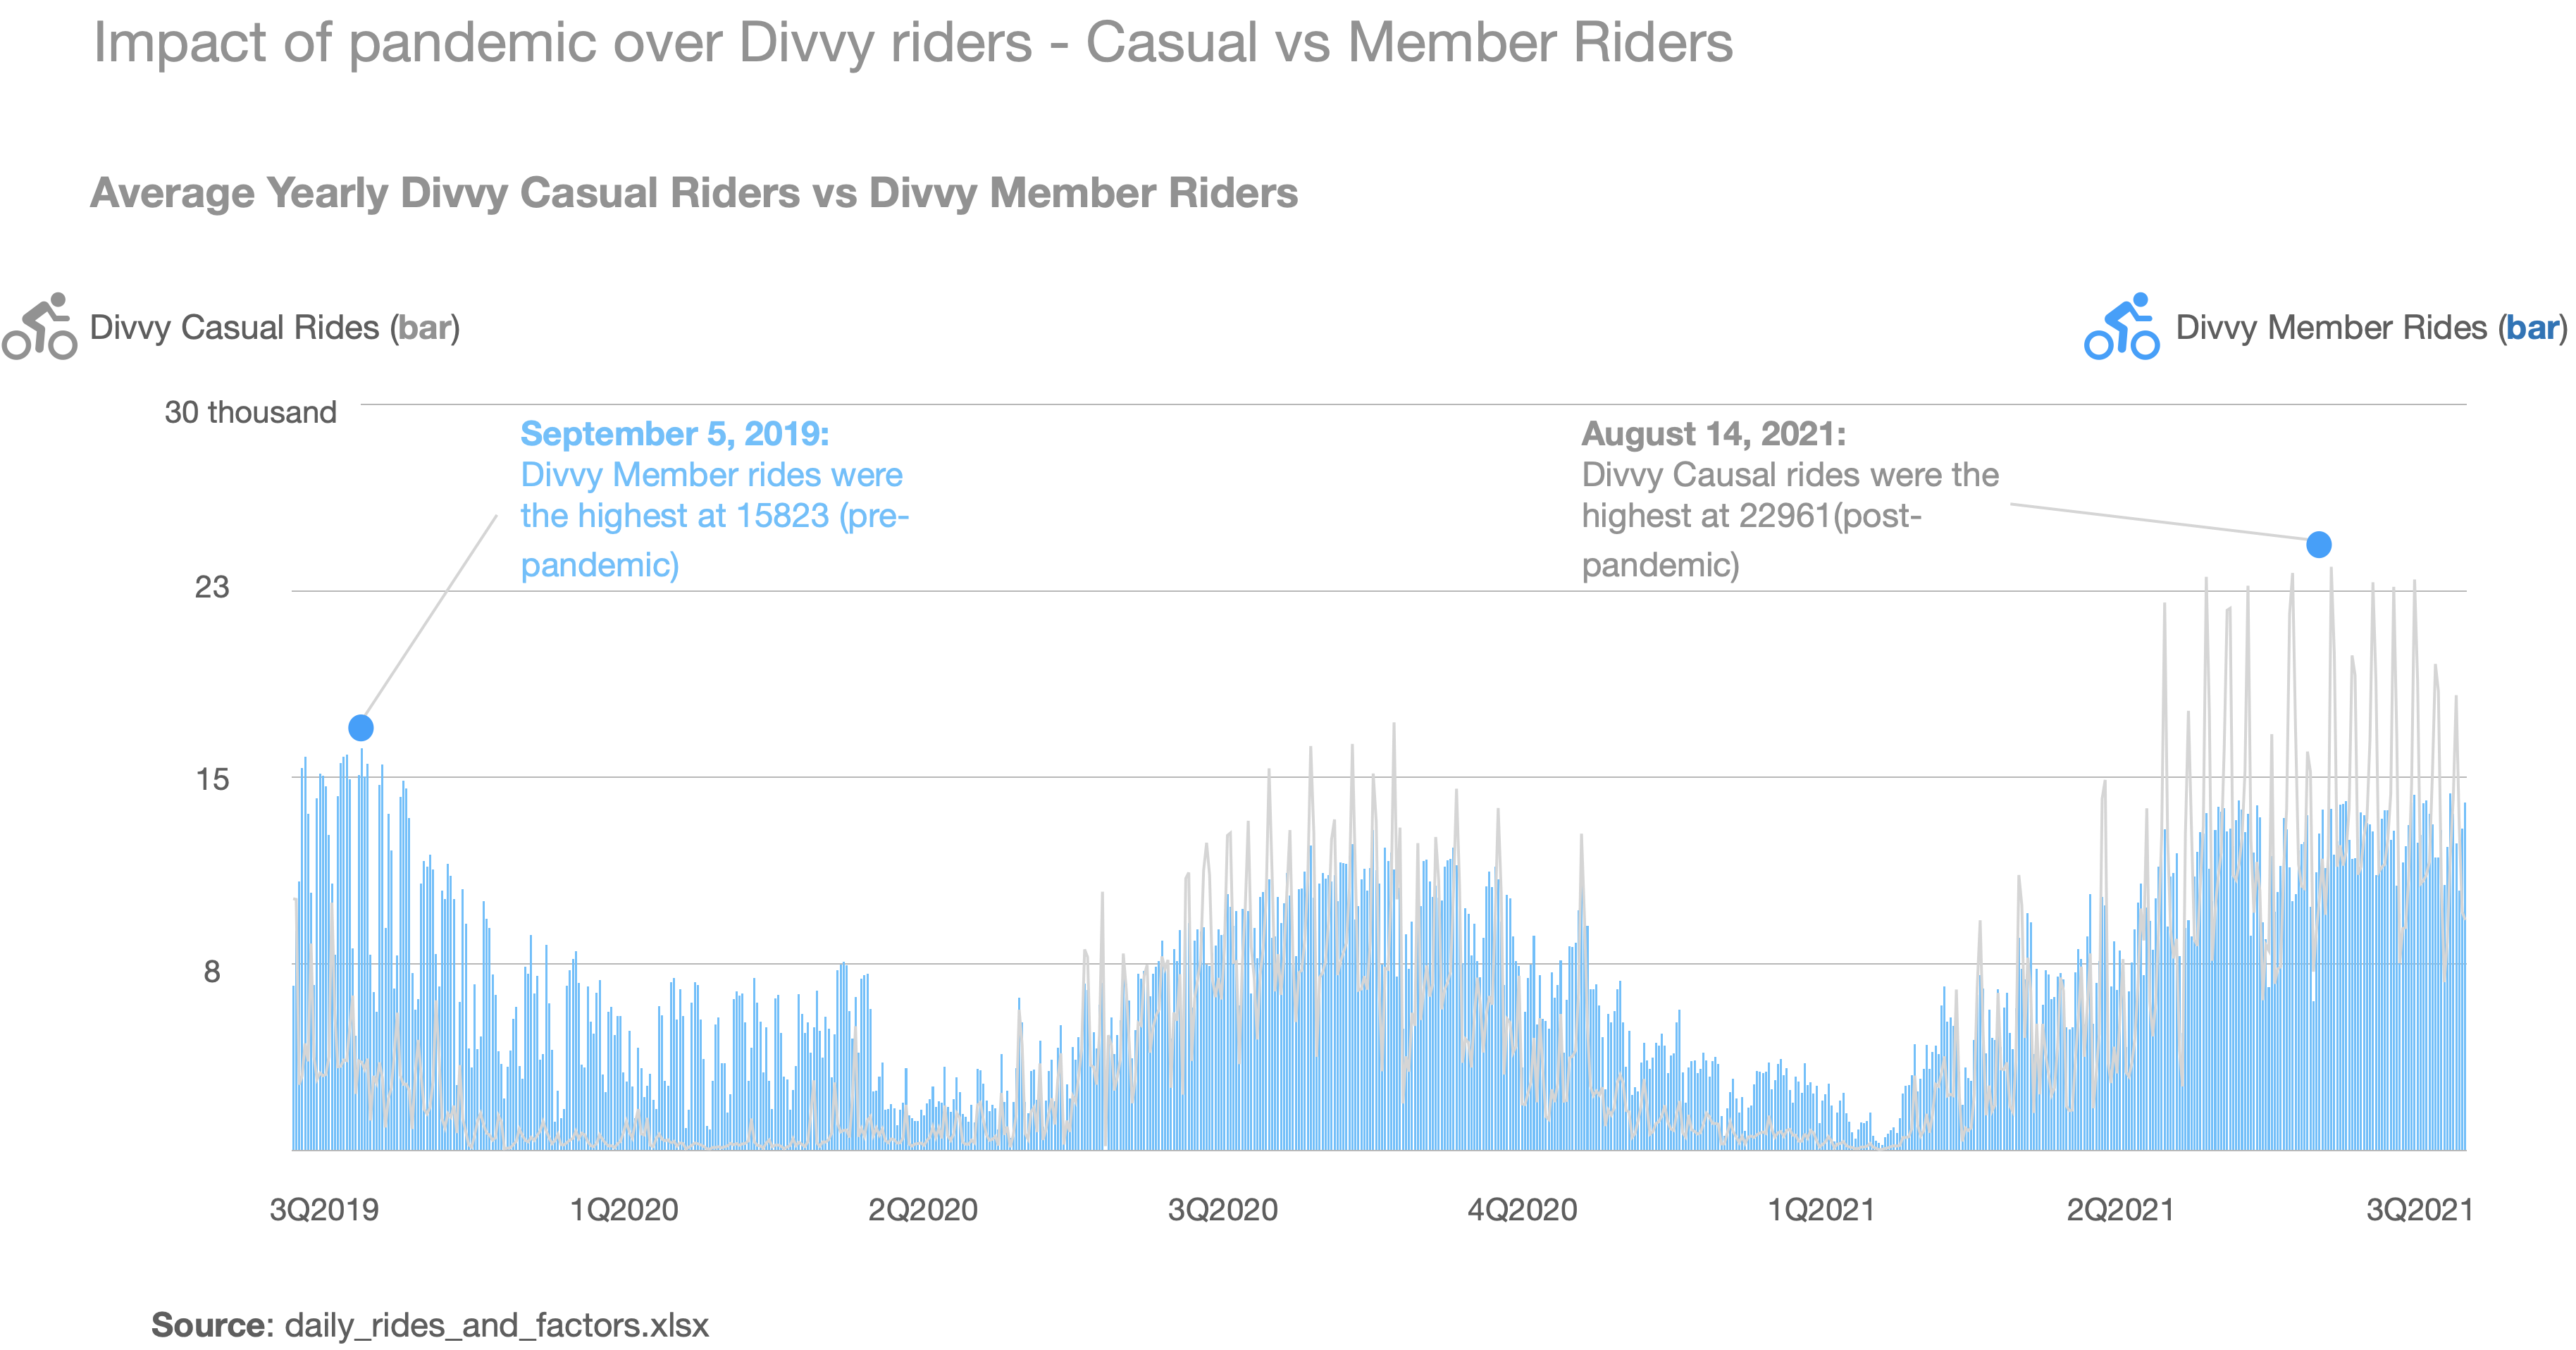 Impact of pandemic over Divvy riders - Casual vs Member Riders
Average Yearly Divvy Casual Riders vs Divvy Member Riders
Divvy Casual Rides (bar)
Divvy Member Rides (bar)
30 thousand
September 5, 2019:
Divvy Member rides were
the highest at 15823 (pre-
pandemic)
August 14, 2021:
Divvy Causal rides were the
highest at 22961(post-
pandemic)
23
15
8
3Q2019
1Q2020
2Q2020
3Q2020
4Q2020
1Q2021
2Q2021
3Q2021
Source: daily_rides_and_factors.xlsx